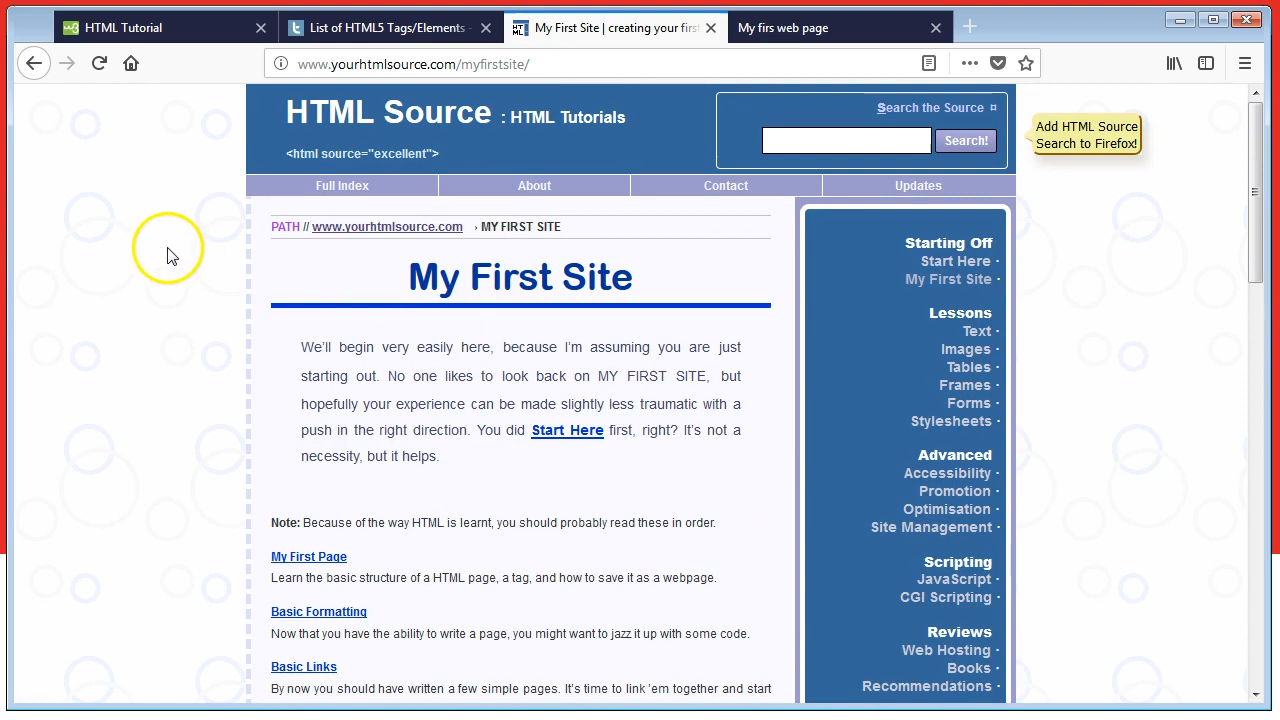 HTML Tutorial
List of HTML5 Tags/Elements -
My First Site | creating your firs
My firs web page
www.yourhtmlsource.com/myfirstsite/
HTML Source : HTML Tutorials
<html source="excellent">
Search the Source ¤
Search!
Add HTML Source
Search to Firefox!
Full Index
About
Contact
Updates
PATH // www.yourhtmlsource.com › MY FIRST SITE
My First Site
We'll begin very easily here, because I'm assuming you are just
starting out. No one likes to look back on MY FIRST SITE, but
hopefully your experience can be made slightly less traumatic with a
push in the right direction. You did Start Here first, right? It's not a
necessity, but it helps.
Note: Because of the way HTML is learnt, you should probably read these in order.
My First Page
Learn the basic structure of a HTML page, a tag, and how to save it as a webpage.
Basic Formatting
Now that you have the ability to write a page, you might want to jazz it up with some code.
Basic Links
By now you should have written a few simple pages. It's time to link 'em together and start
Starting Off
Start Here ·
My First Site ·
Lessons
Text ·
Images ·
Tables ·
Frames ·
Forms ·
Stylesheets ·
Advanced
Accessibility ·
Promotion ·
Optimisation ·
Site Management ·
Scripting
JavaScript ·
CGI Scripting ·
Reviews
Web Hosting ·
Books ·
Recommendations ·